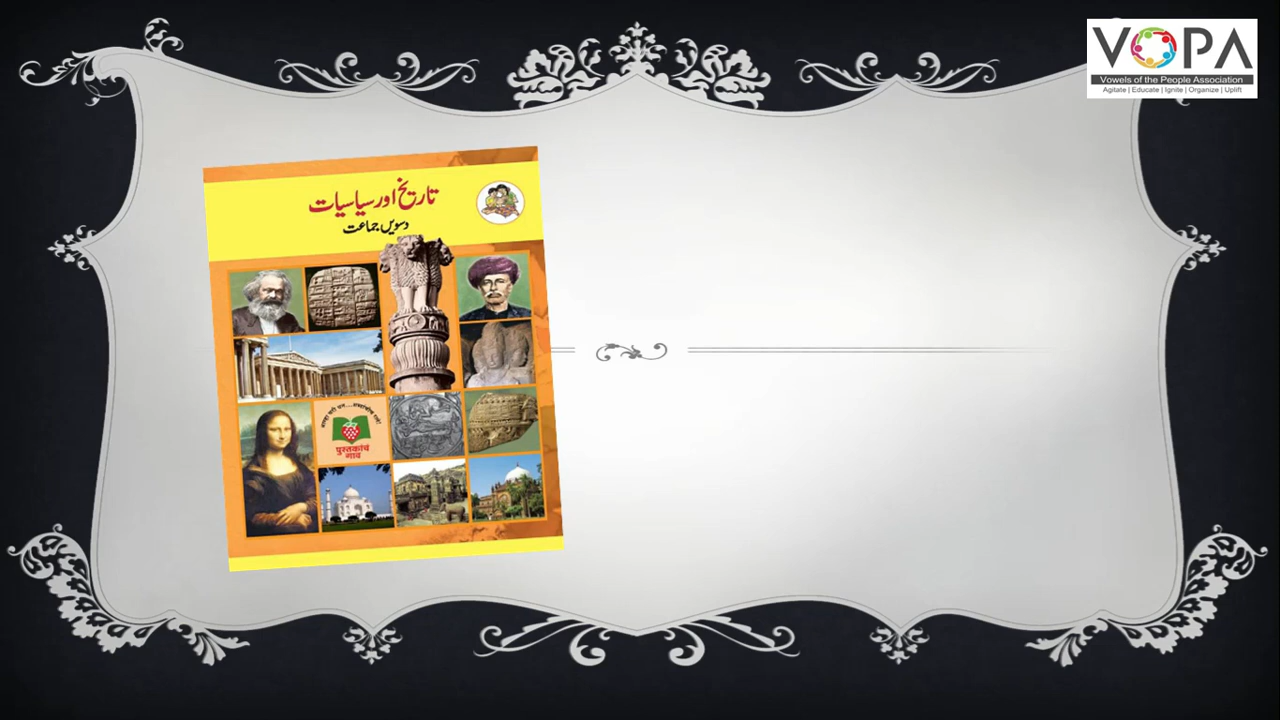 VOPA
Vowels of the People Association
Agitate | Educate | Ignite | Organize | Uplift
تاریخ اور سیاسیات
دسویں جماعت
पुस्तकाचं
गाव